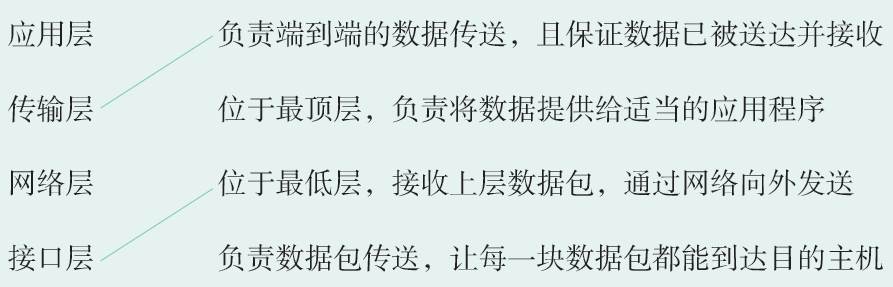 应用层 负责端到端的数据传送，且保证数据已被送达并接收
传输层 位于最顶层，负责将数据提供给适当的应用程序
网络层 位于最低层，接收上层数据包，通过网络向外发送
接口层 负责数据包传送，让每一块数据包都能到达目的主机